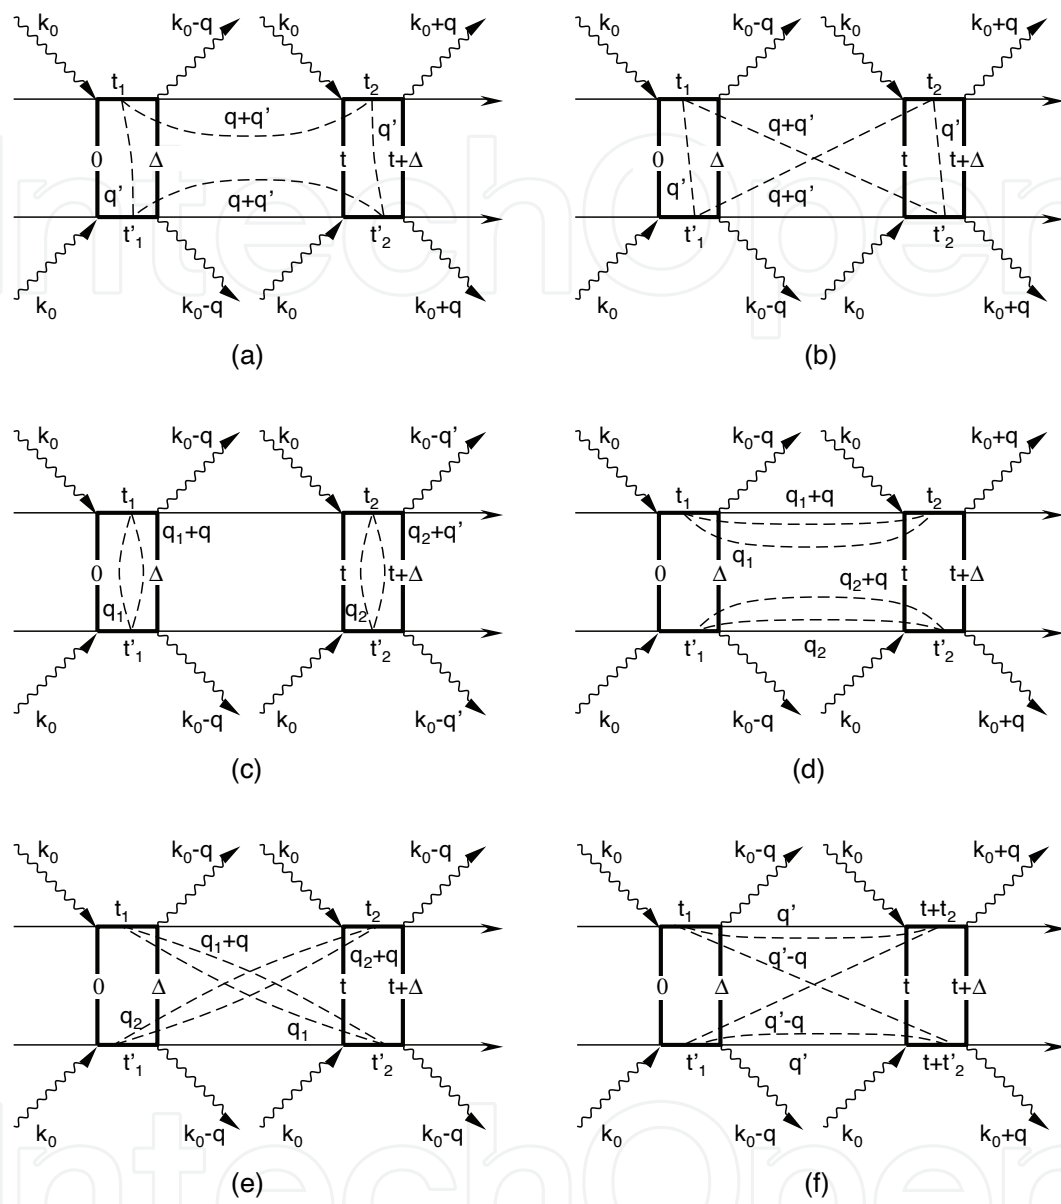 k₀ k₀-q k₀ k₀+q k₀ k₀-q k₀ k₀+q
t₁ t₂ t₁ t₂
q+q' q' q+q' q'
0 Δ t t+Δ 0 Δ t t+Δ
q' q+q' q' q+q'
t'₁ t'₂ t'₁ t'₂
k₀ k₀-q k₀ k₀+q k₀ k₀-q k₀ k₀+q
(a) (b)
k₀ k₀-q k₀ k₀-q' k₀ k₀-q k₀ k₀+q
t₁ t₂ t₁ q₁+q t₂
q₁+q q₂+q' q₁
0 Δ t t+Δ 0 Δ q₂+q t t+Δ
q₁ q₂
t'₁ t'₂ t'₁ q₂ t'₂
k₀ k₀-q k₀ k₀-q' k₀ k₀-q k₀ k₀+q
(c) (d)
k₀ k₀-q k₀ k₀-q k₀ k₀-q k₀ k₀+q
t₁ t₂ t₁ q' t+t₂
q₁+q q₂+q q'-q
0 Δ t t+Δ 0 Δ t t+Δ
q₂ q₁ q'-q
t'₁ t'₂ t'₁ q' t+t'₂
k₀ k₀-q k₀ k₀-q k₀ k₀-q k₀ k₀+q
(e) (f)
IntechOpen
IntechOpen